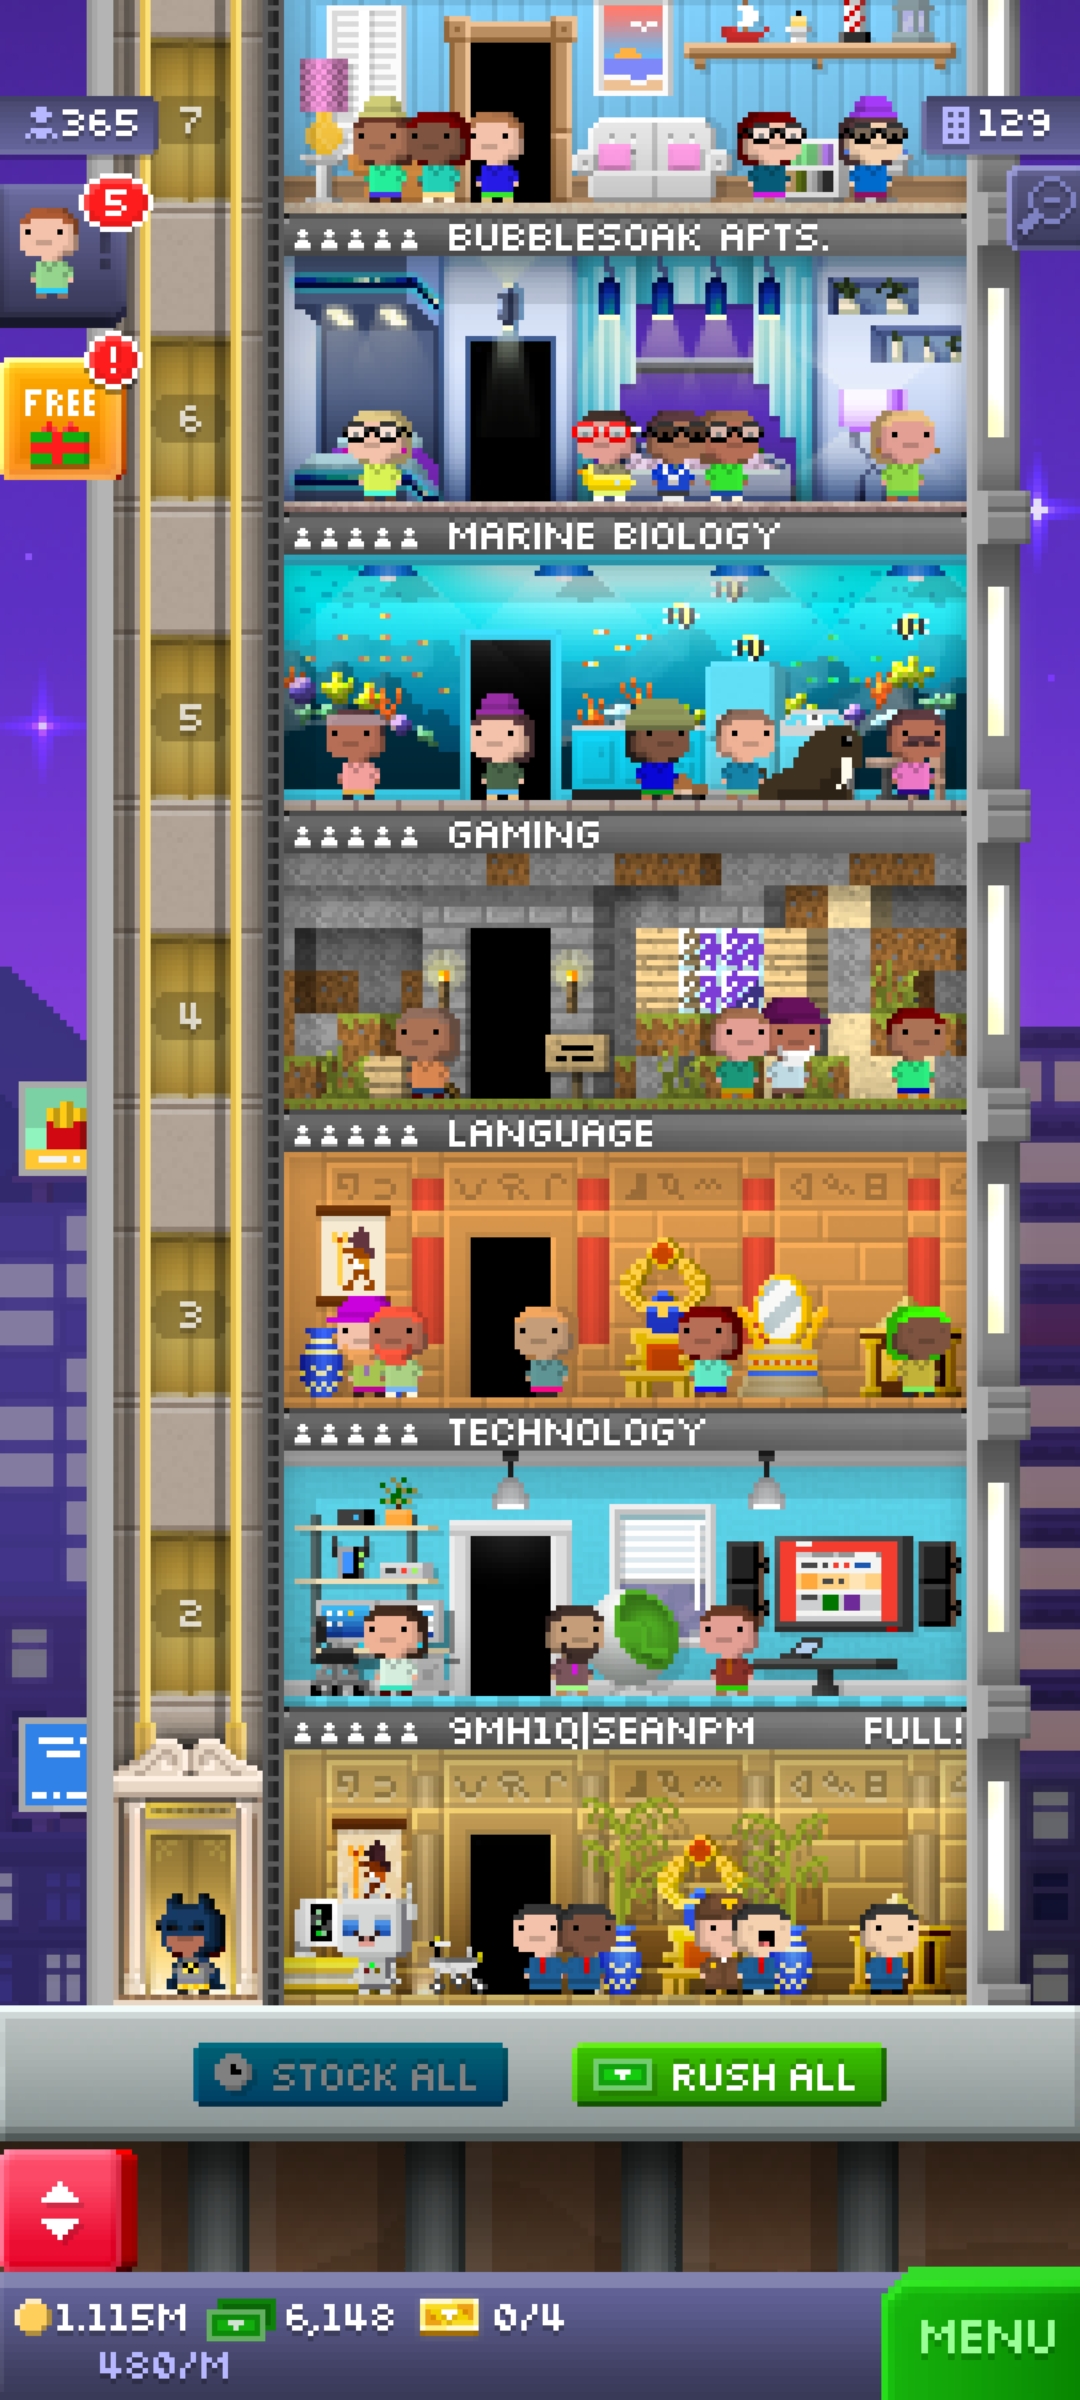 7
365
129
5
BUBBLESOAK APTS.
!
FREE
6
MARINE BIOLOGY
5
GAMING
4
LANGUAGE
3
TECHNOLOGY
2
9MH1Q|SEANPM FULL!
STOCK ALL
RUSH ALL
1.115M 6,148 0/4
480/M
MENU